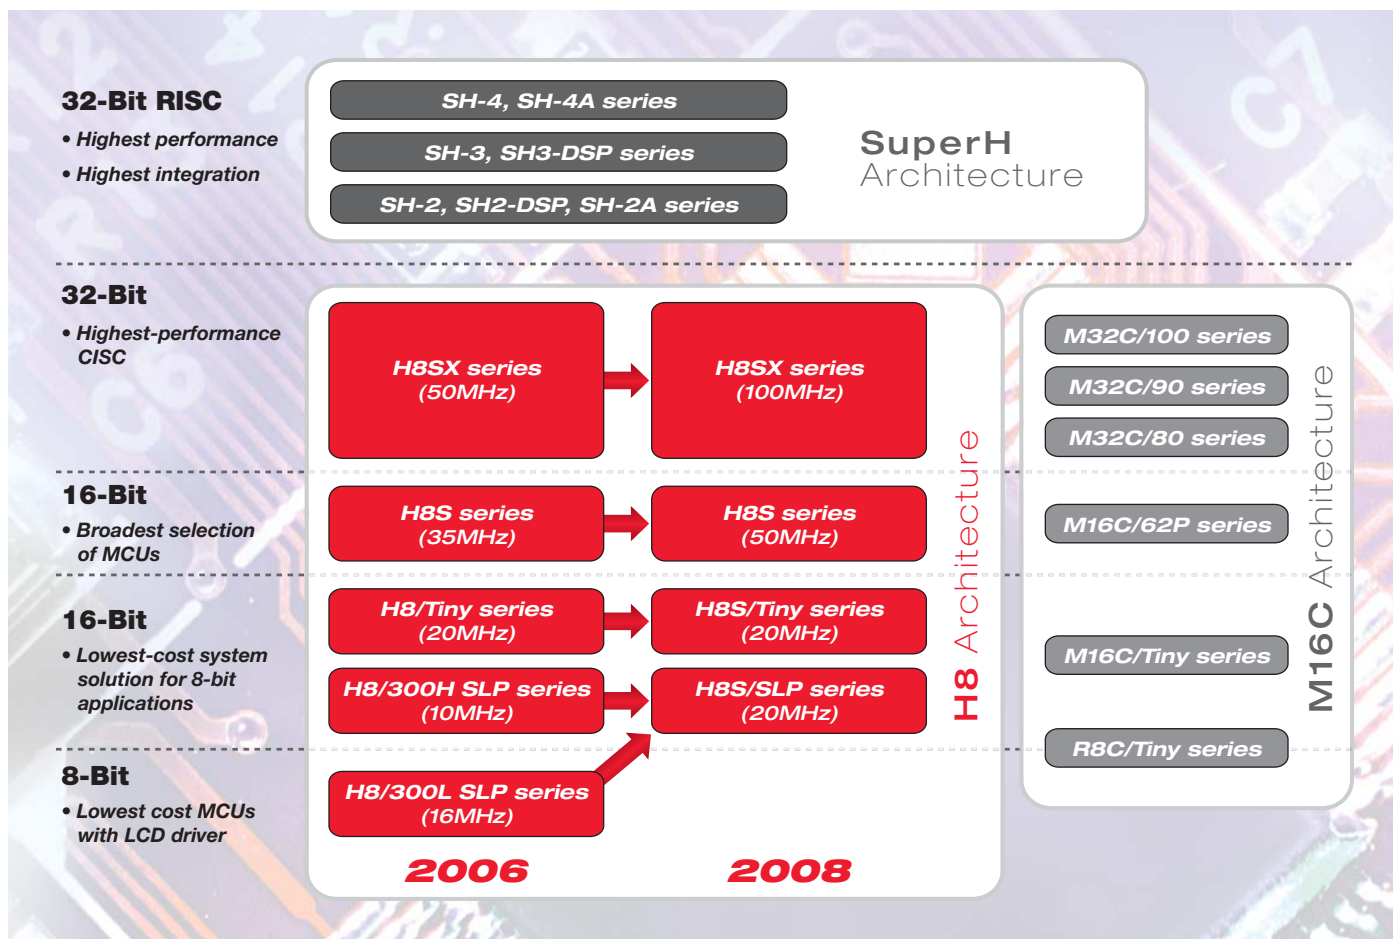 32-Bit RISC
• Highest performance
• Highest integration
SH-4, SH-4A series
SH-3, SH3-DSP series
SH-2, SH2-DSP, SH-2A series
SuperH
Architecture
32-Bit
• Highest-performance
CISC
H8SX series
(50MHz)
H8SX series
(100MHz)
16-Bit
• Broadest selection
of MCUs
H8S series
(35MHz)
H8S series
(50MHz)
16-Bit
• Lowest-cost system
solution for 8-bit
applications
H8/Tiny series
(20MHz)
H8S/Tiny series
(20MHz)
H8/300H SLP series
(10MHz)
H8S/SLP series
(20MHz)
8-Bit
• Lowest cost MCUs
with LCD driver
H8/300L SLP series
(16MHz)
2006
2008
H8 Architecture
M32C/100 series
M32C/90 series
M32C/80 series
M16C/62P series
M16C/Tiny series
R8C/Tiny series
M16C Architecture
C7
C6